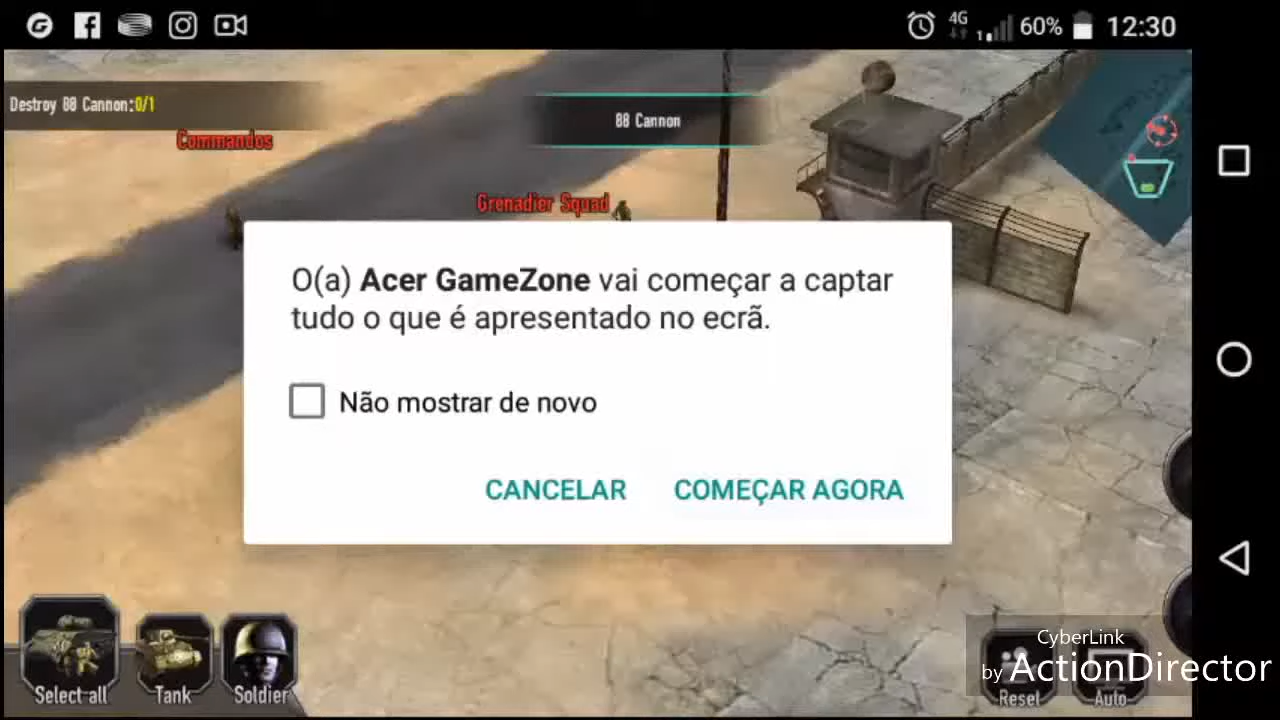 4G
1
60%
12:30
Destroy 88 Cannon:0/1
88 Cannon
Commandos
Grenadier Squad
O(a) Acer GameZone vai começar a captar
tudo o que é apresentado no ecrã.
Não mostrar de novo
CANCELAR COMEÇAR AGORA
Select all
Tank
Soldier
CyberLink
by ActionDirector
Reset
Auto